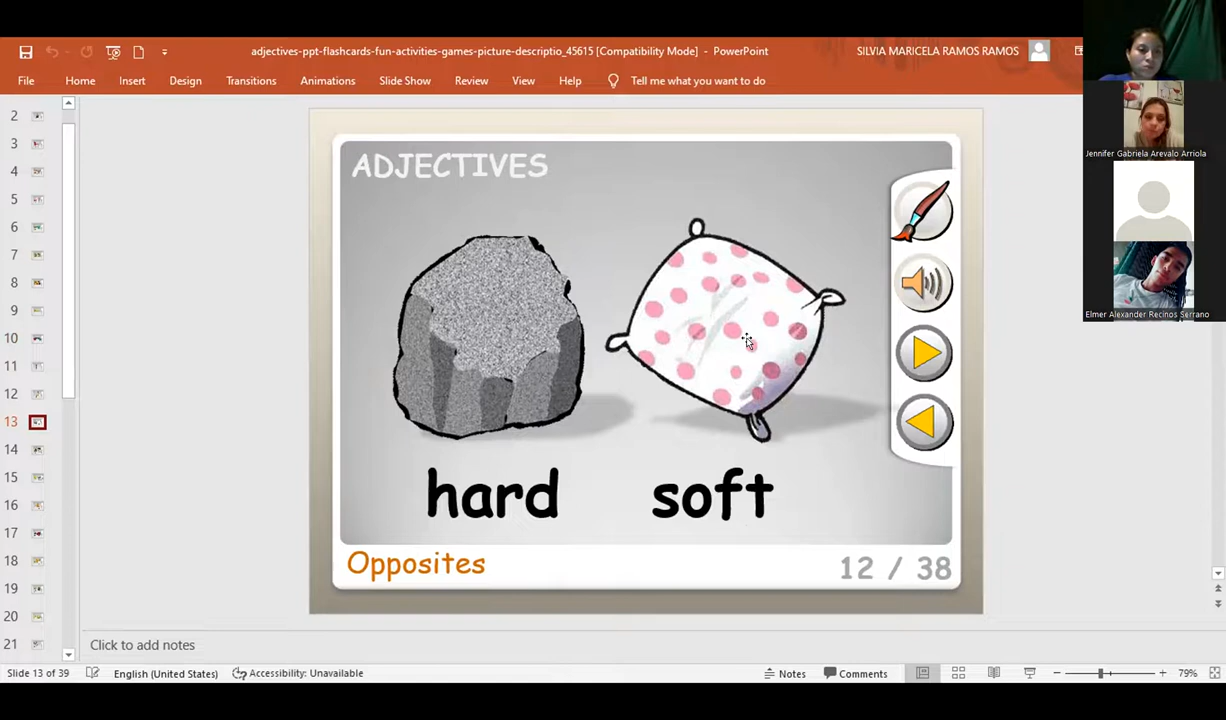 adjectives-ppt-flashcards-fun-activities-games-picture-descriptio_45615 [Compatibility Mode] - PowerPoint
SILVIA MARICELA RAMOS RAMOS
File Home Insert Design Transitions Animations Slide Show Review View Help Tell me what you want to do
Jennifer Gabriela Arevalo Arriola
Elmer Alexander Recinos Serrano
2
3
4
5
6
7
8
9
10
11
12
13
14
15
16
17
18
19
20
21
ADJECTIVES
hard soft
Opposites
12 / 38
Click to add notes
Slide 13 of 39 English (United States) Accessibility: Unavailable Notes Comments 79%